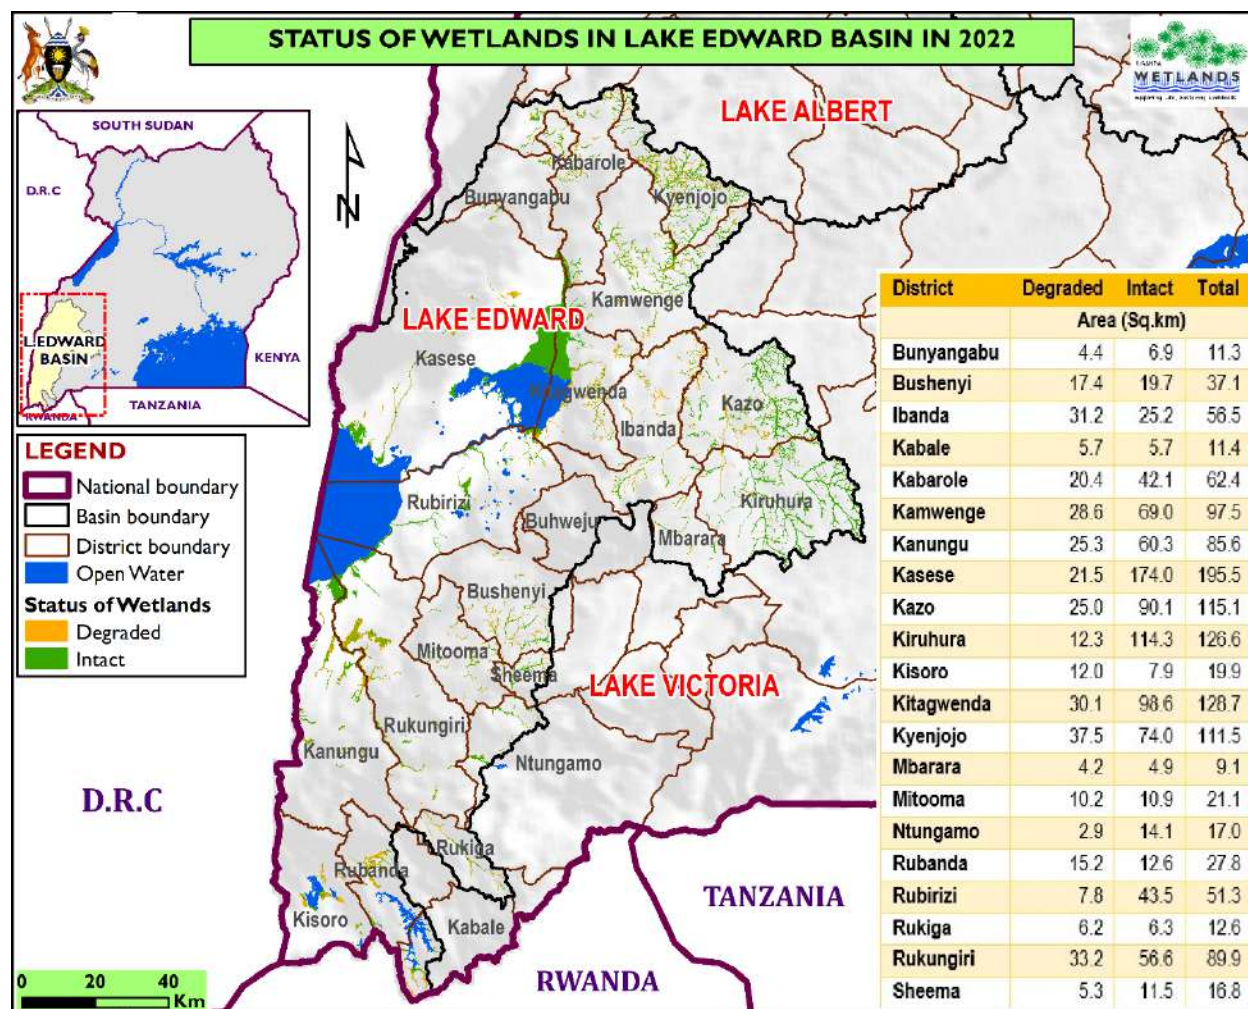 STATUS OF WETLANDS IN LAKE EDWARD BASIN IN 2022
UGANDA
WETLANDS
SOUTH SUDAN
D.R.C
L.EDWARD
BASIN
KENYA
RWANDA
TANZANIA
N
LEGEND
National boundary
Basin boundary
District boundary
Open Water
Status of Wetlands
Degraded
Intact
LAKE ALBERT
Kabarole
Bunyangabu
Kyenjojo
Kamwenge
LAKE EDWARD
Kasese
Kitagwenda
Ibanda
Kazo
Rubirizi
Kiruhura
Buhweju
Mbarara
Bushenyi
Mitooma
Sheema
LAKE VICTORIA
Rukungiri
Kanungu
Ntungamo
D.R.C
Rukiga
Rubanda
Kisoro
Kabale
TANZANIA
RWANDA
0 20 40
Km
District Degraded Intact Total
Area (Sq.km)
Bunyangabu 4.4 6.9 11.3
Bushenyi 17.4 19.7 37.1
Ibanda 31.2 25.2 56.5
Kabale 5.7 5.7 11.4
Kabarole 20.4 42.1 62.4
Kamwenge 28.6 69.0 97.5
Kanungu 25.3 60.3 85.6
Kasese 21.5 174.0 195.5
Kazo 25.0 90.1 115.1
Kiruhura 12.3 114.3 126.6
Kisoro 12.0 7.9 19.9
Kitagwenda 30.1 98.6 128.7
Kyenjojo 37.5 74.0 111.5
Mbarara 4.2 4.9 9.1
Mitooma 10.2 10.9 21.1
Ntungamo 2.9 14.1 17.0
Rubanda 15.2 12.6 27.8
Rubirizi 7.8 43.5 51.3
Rukiga 6.2 6.3 12.6
Rukungiri 33.2 56.6 89.9
Sheema 5.3 11.5 16.8